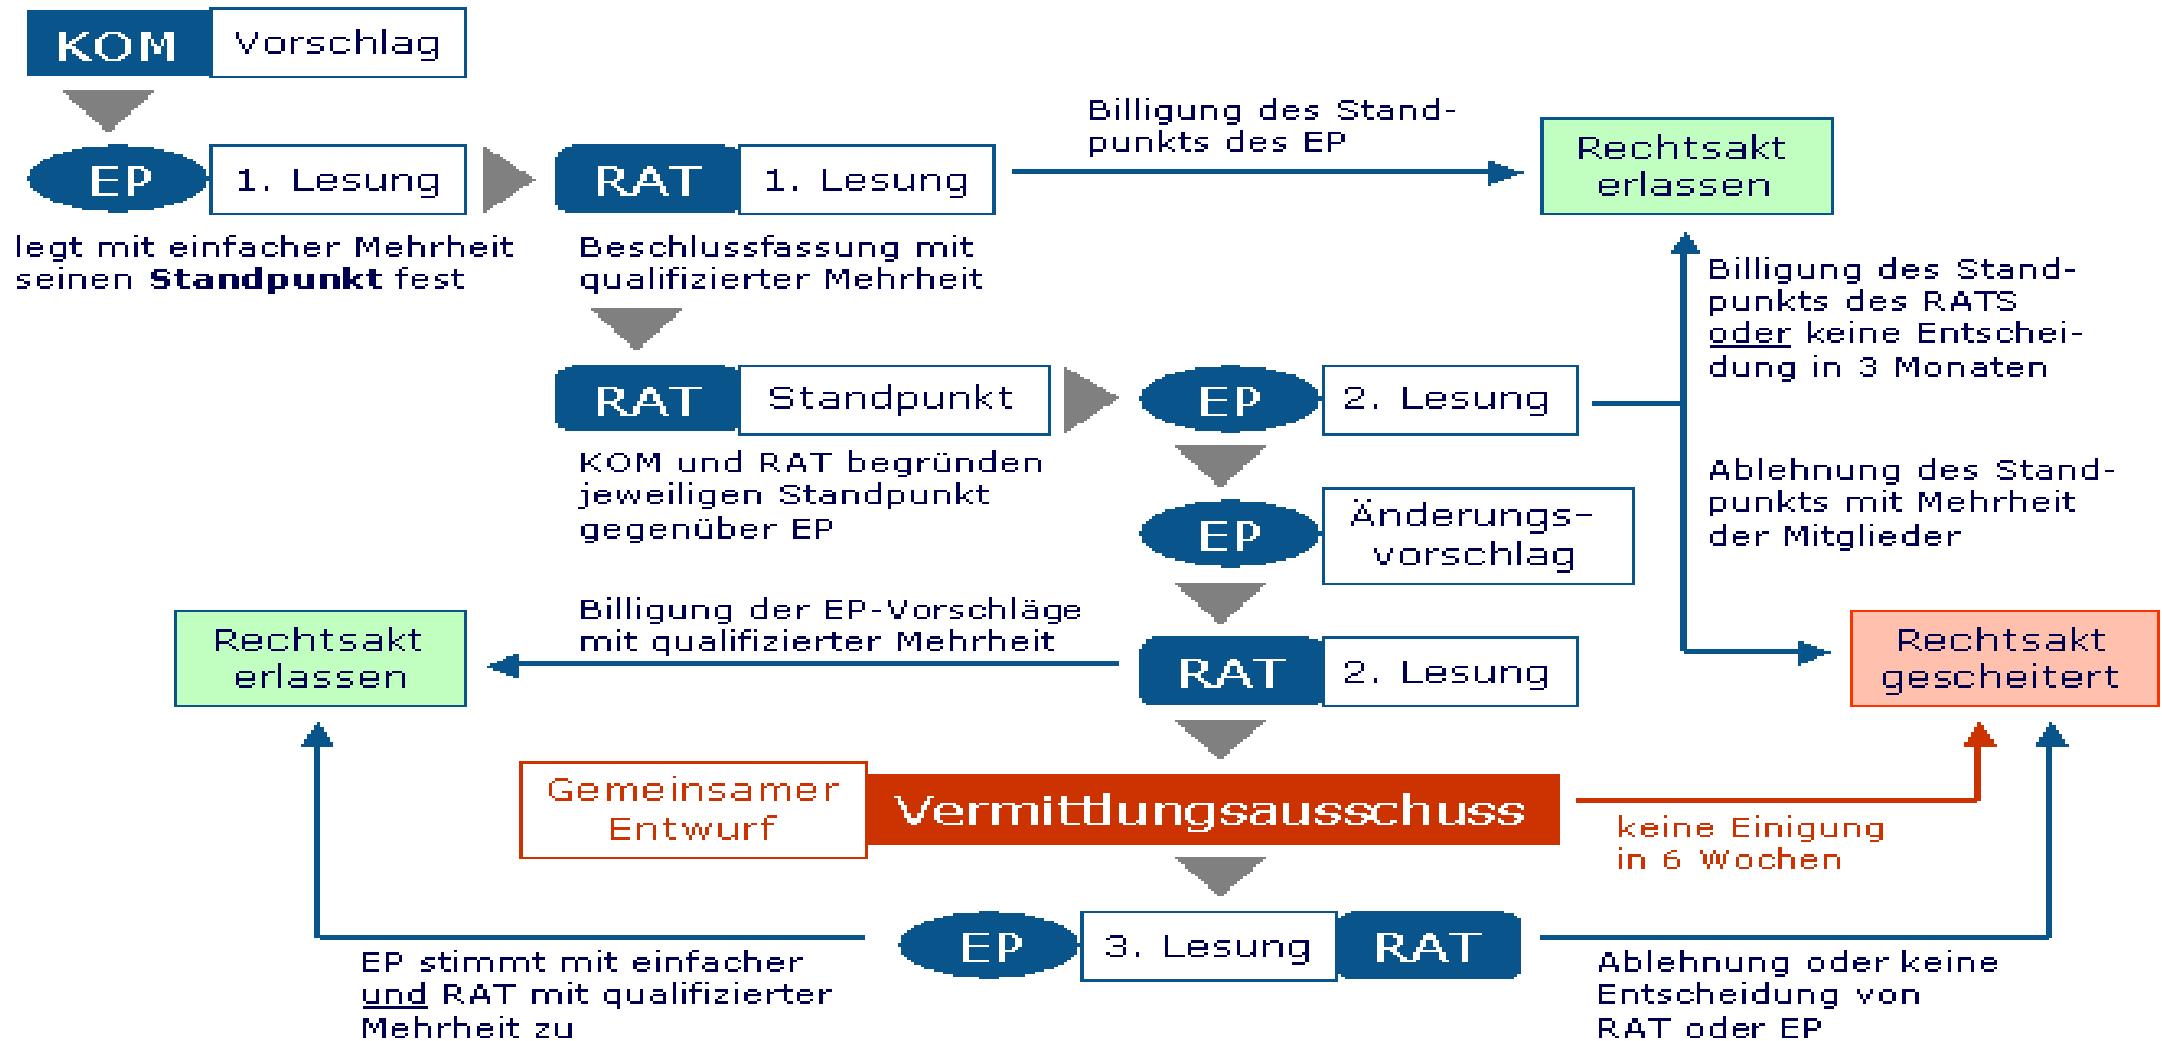 KOM Vorschlag
EP 1. Lesung
legt mit einfacher Mehrheit
seinen Standpunkt fest
RAT 1. Lesung
Beschlussfassung mit
qualifizierter Mehrheit
Billigung des Stand-
punkts des EP
Rechtsakt
erlassen
RAT Standpunkt
KOM und RAT begründen
jeweiligen Standpunkt
gegenüber EP
EP 2. Lesung
Billigung des Stand-
punkts des RATS
oder keine Entschei-
dung in 3 Monaten
Ablehnung des Stand-
punkts mit Mehrheit
der Mitglieder
EP Änderungs-
vorschlag
Billigung der EP-Vorschläge
mit qualifizierter Mehrheit
Rechtsakt
erlassen
RAT 2. Lesung
Rechtsakt
gescheitert
Gemeinsamer
Entwurf
Vermittlungsausschuss
keine Einigung
in 6 Wochen
EP 3. Lesung RAT
EP stimmt mit einfacher
und RAT mit qualifizierter
Mehrheit zu
Ablehnung oder keine
Entscheidung von
RAT oder EP